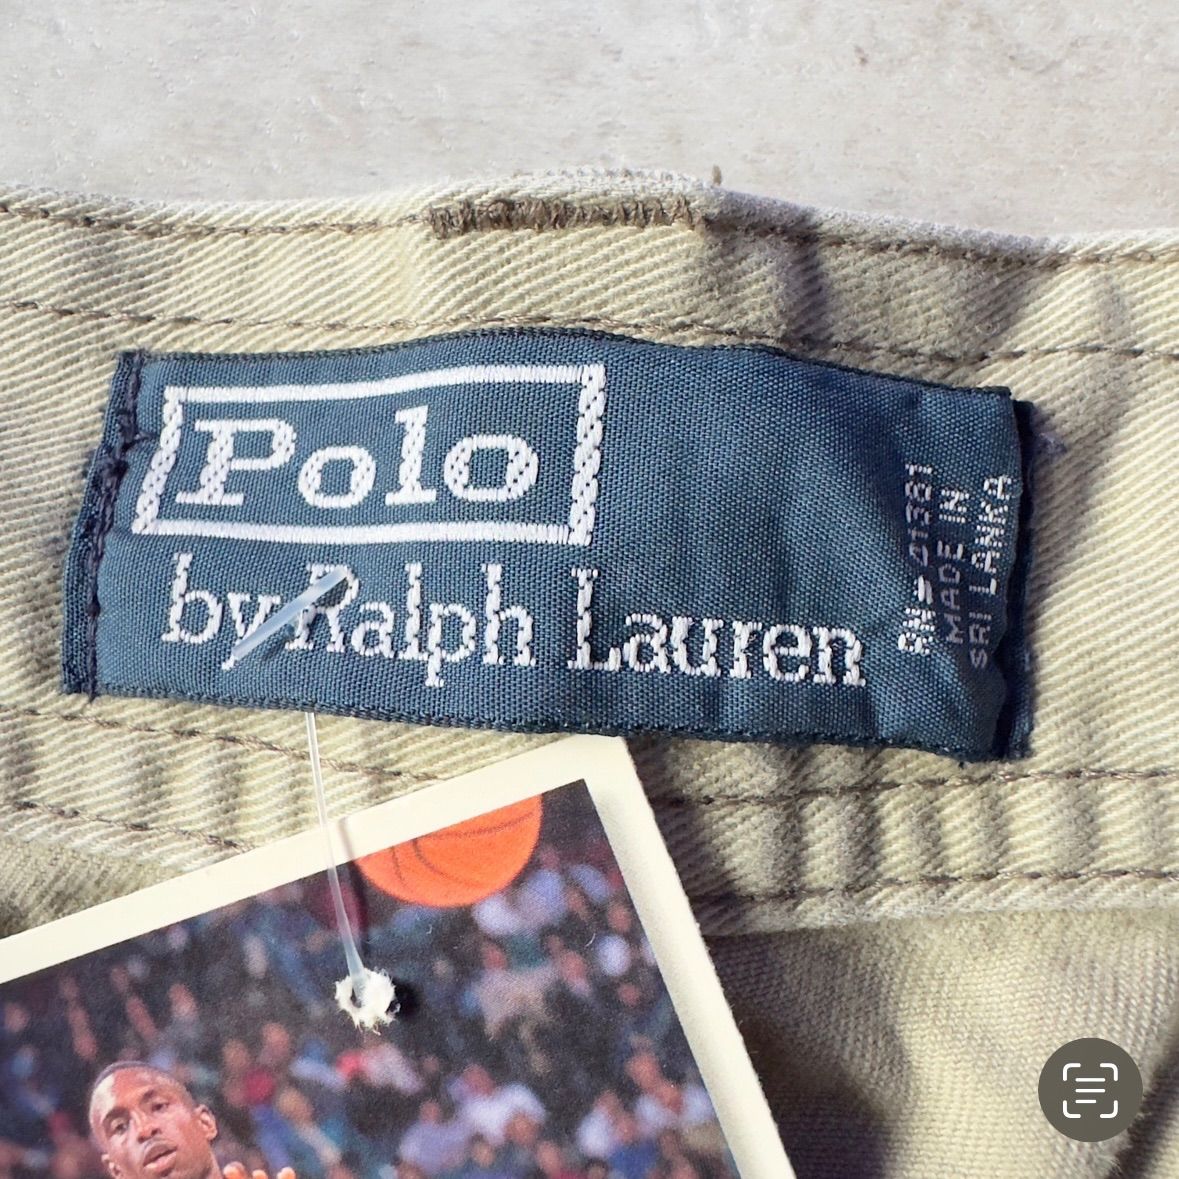 Polo
by Ralph Lauren
RN=41381
MADE IN
SRI LANKA